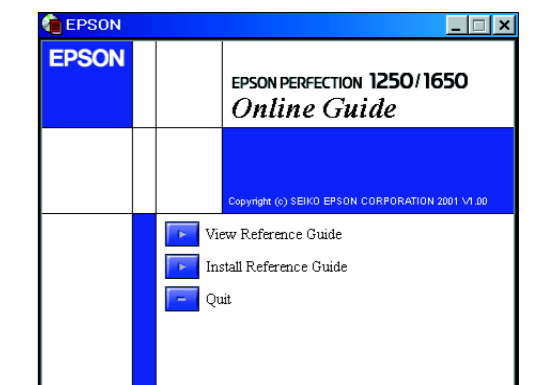 EPSON
EPSON
EPSON PERFECTION 1250/1650
Online Guide
Copyright (c) SEIKO EPSON CORPORATION 2001 V1.00
View Reference Guide
Install Reference Guide
Quit